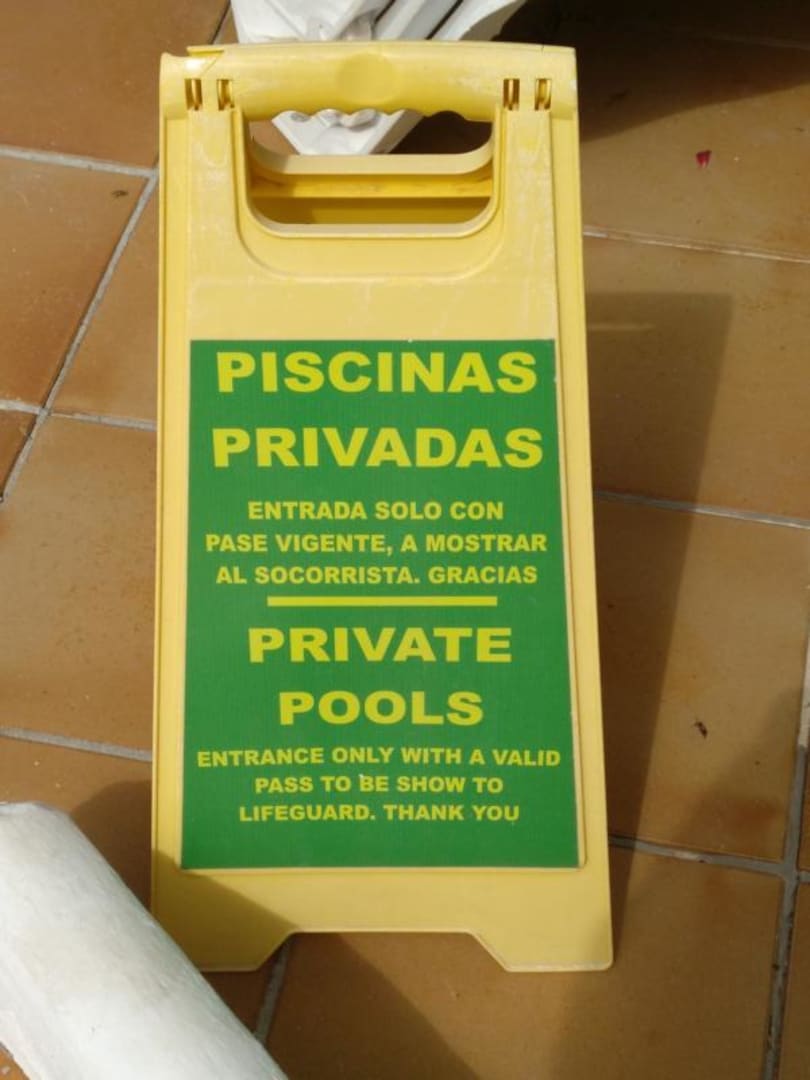 PISCINAS
PRIVADAS
ENTRADA SOLO CON
PASE VIGENTE, A MOSTRAR
AL SOCORRISTA. GRACIAS
PRIVATE
POOLS
ENTRANCE ONLY WITH A VALID
PASS TO BE SHOW TO
LIFEGUARD. THANK YOU